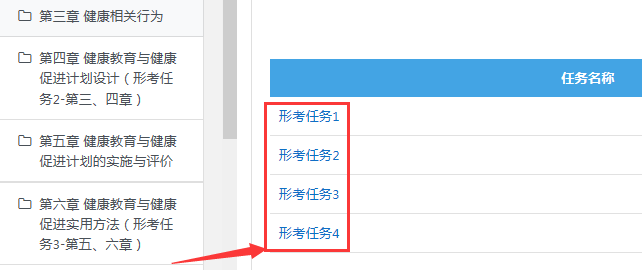 第三章 健康相关行为
第四章 健康教育与健康
促进计划设计（形考任
务2-第三、四章）
第五章 健康教育与健康
促进计划的实施与评价
第六章 健康教育与健康
促进实用方法（形考任
务3-第五、六章）
任务名称
形考任务1
形考任务2
形考任务3
形考任务4